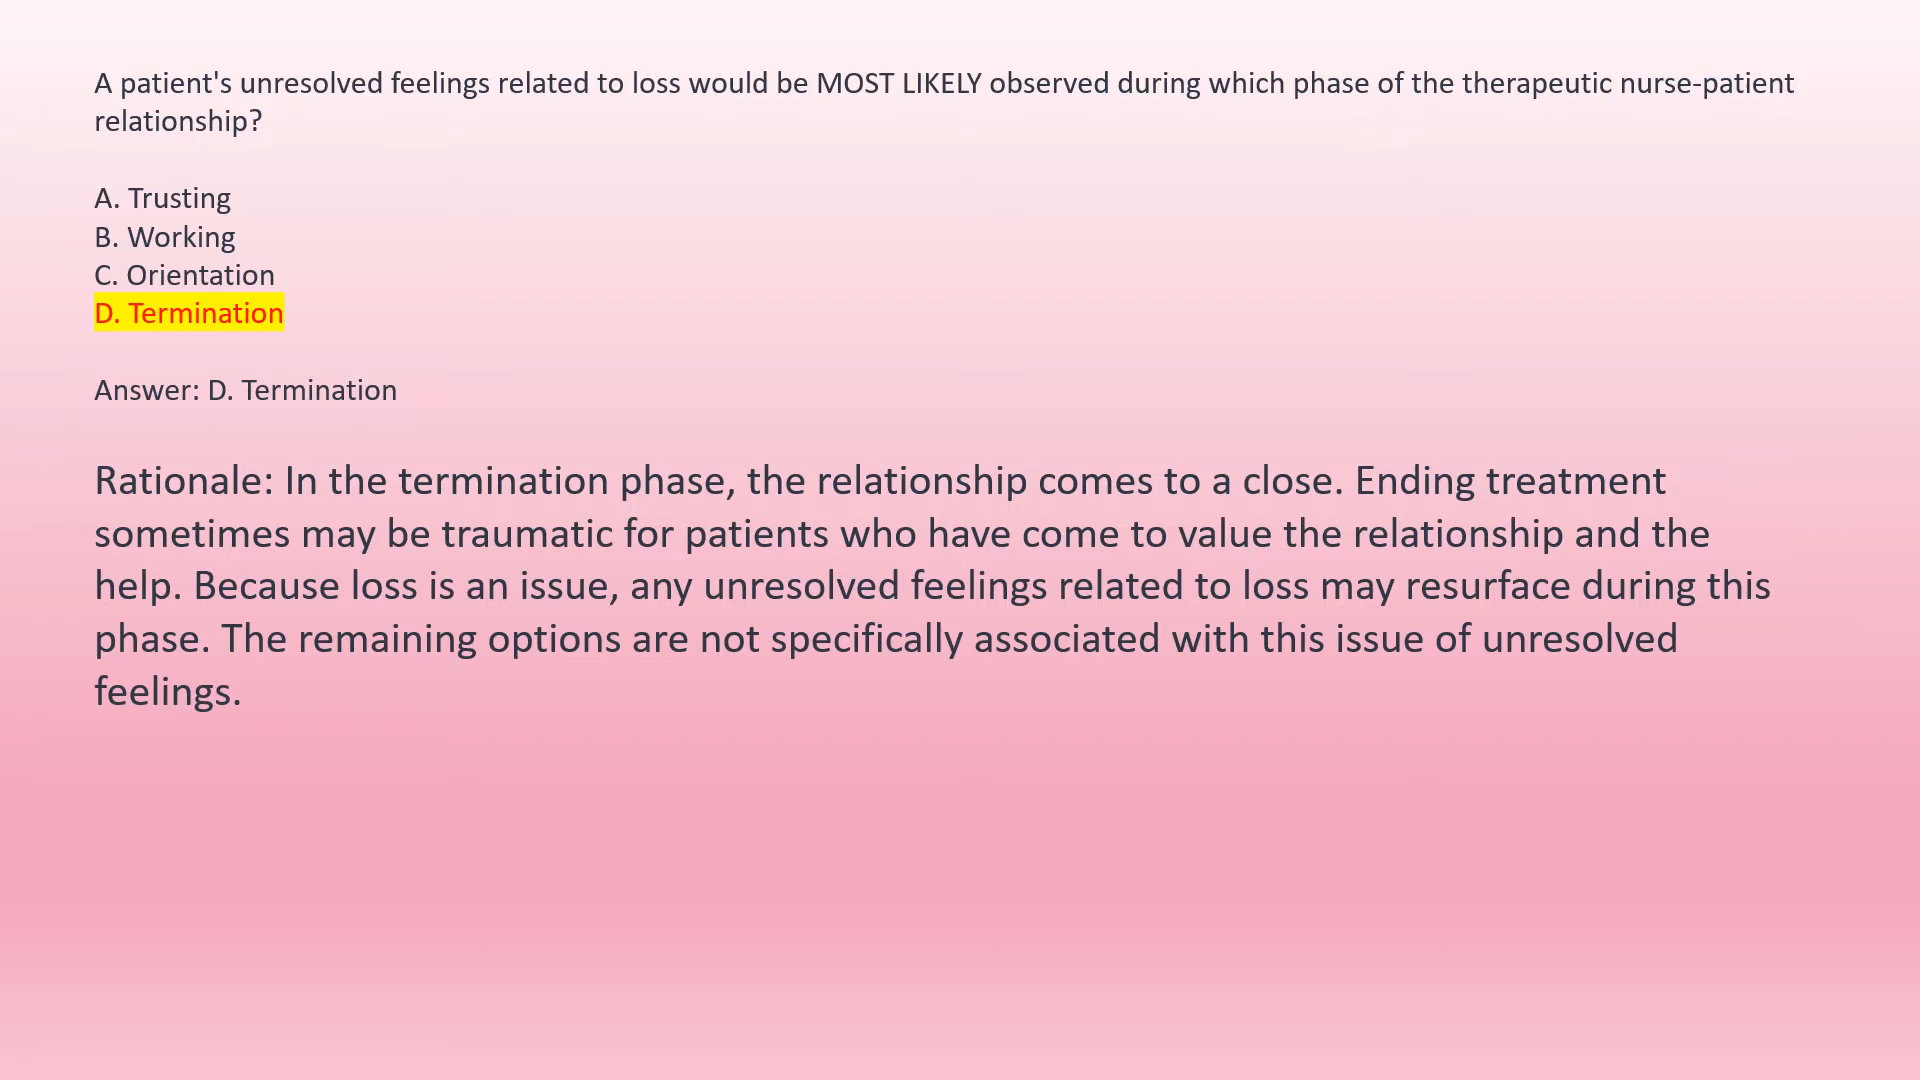 A patient's unresolved feelings related to loss would be MOST LIKELY observed during which phase of the therapeutic nurse-patient
relationship?
A. Trusting
B. Working
C. Orientation
D. Termination
Answer: D. Termination
Rationale: In the termination phase, the relationship comes to a close. Ending treatment
sometimes may be traumatic for patients who have come to value the relationship and the
help. Because loss is an issue, any unresolved feelings related to loss may resurface during this
phase. The remaining options are not specifically associated with this issue of unresolved
feelings.